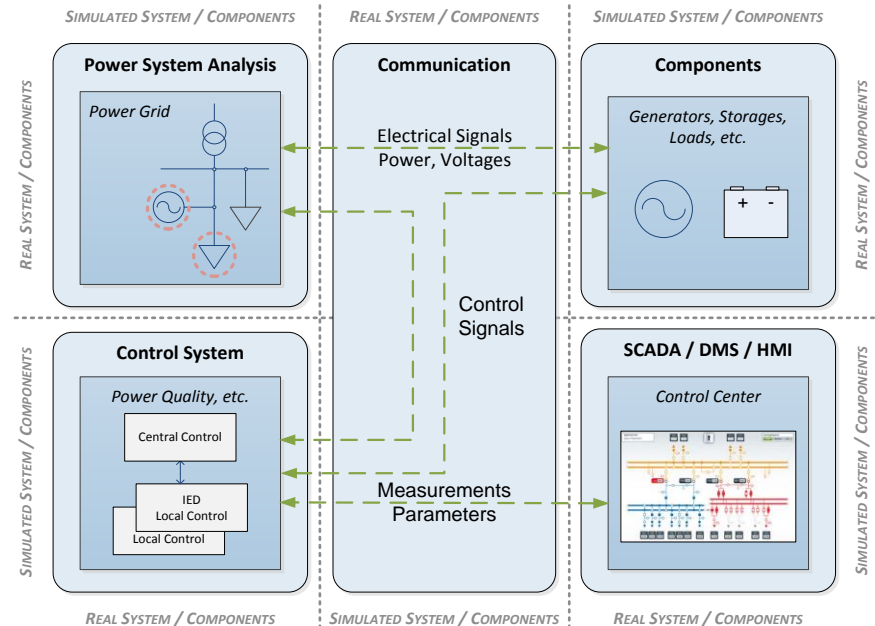 SIMULATED SYSTEM / COMPONENTS
REAL SYSTEM / COMPONENTS
SIMULATED SYSTEM / COMPONENTS
REAL SYSTEM / COMPONENTS
Power System Analysis
Power Grid
Communication
Electrical Signals
Power, Voltages
Control
Signals
Measurements
Parameters
Components
Generators, Storages,
Loads, etc.
+ -
REAL SYSTEM / COMPONENTS
SIMULATED SYSTEM / COMPONENTS
Control System
Power Quality, etc.
Central Control
IED
Local Control
Local Control
SCADA / DMS / HMI
Control Center
SIMULATED SYSTEM / COMPONENTS
REAL SYSTEM / COMPONENTS
SIMULATED SYSTEM / COMPONENTS
REAL SYSTEM / COMPONENTS